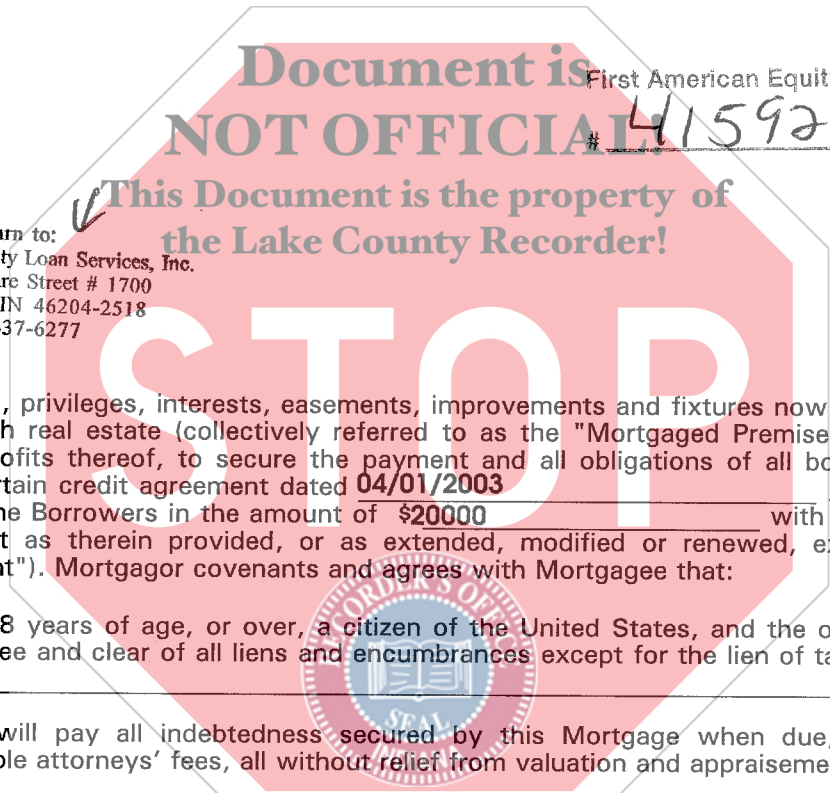 Document is
NOT OFFICIAL!
This Document is the property of
the Lake County Recorder!
First American Equit
# 41592
rn to:
ty Loan Services, Inc.
re Street # 1700
IN 46204-2518
37-6277
STOP
, privileges, interests, easements, improvements and fixtures now
h real estate (collectively referred to as the "Mortgaged Premise
ofits thereof, to secure the payment and all obligations of all bo
tain credit agreement dated 04/01/2003
ne Borrowers in the amount of $20000 with
t as therein provided, or as extended, modified or renewed, ex
nt"). Mortgagor covenants and agrees with Mortgagee that:
8 years of age, or over, a citizen of the United States, and the o
ee and clear of all liens and encumbrances except for the lien of ta
will pay all indebtedness secured by this Mortgage when due,
ble attorneys' fees, all without relief from valuation and appraiseme
RECORDER'S OFFICE
SEAL
INDIANA